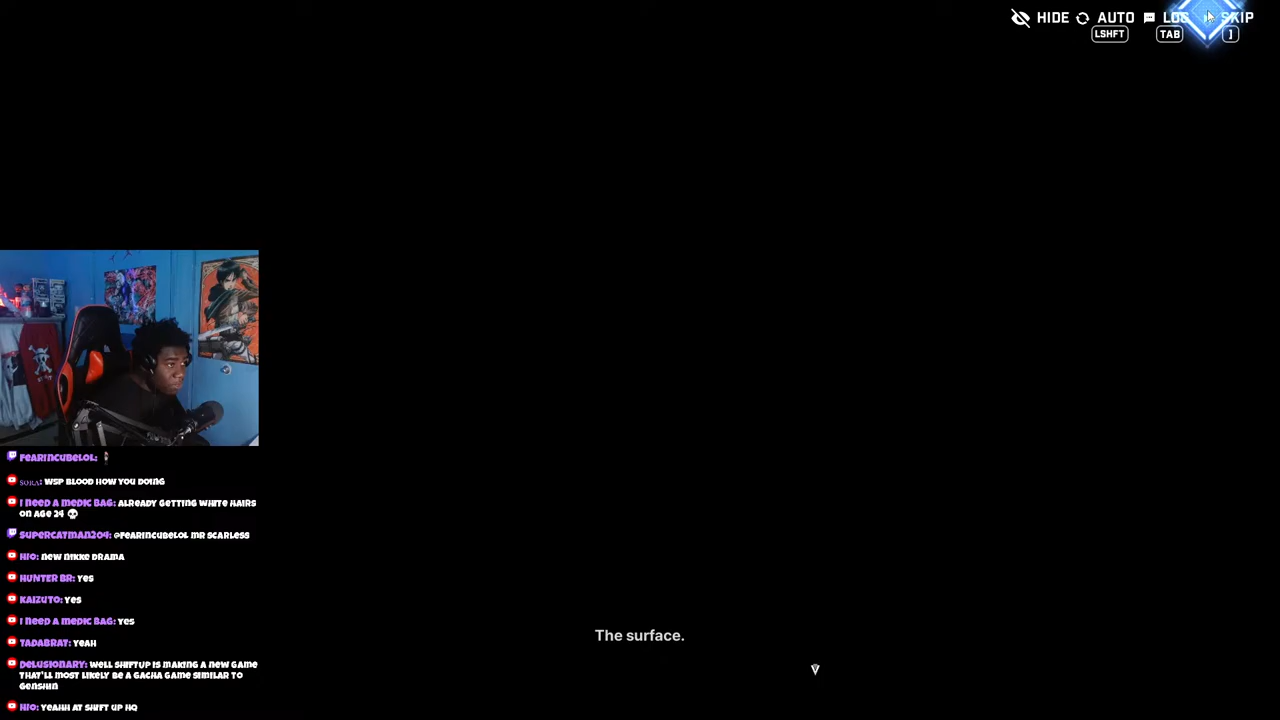 HIDE AUTO LOG SKIP
LSHFT TAB ]
FEARINCUBELOL:
SORA: WSP BLOOD HOW YOU DOING
I NEED A MEDIC BAG: ALREADY GETTING WHITE HAIRS
ON AGE 24
SUPERCATMAN204: @FEARINCUBELOL MR SCARLESS
HIO: NEW NIKKE DRAMA
HUNTER BR: YES
KAIZUTO: YES
I NEED A MEDIC BAG: YES
TADABRAT: YEAH
DELUSIONARY: WELL SHIFTUP IS MAKING A NEW GAME
THAT'LL MOST LIKELY BE A GACHA GAME SIMILAR TO
GENSHIN
HIO: YEAHH AT SHIFT UP HQ
The surface.